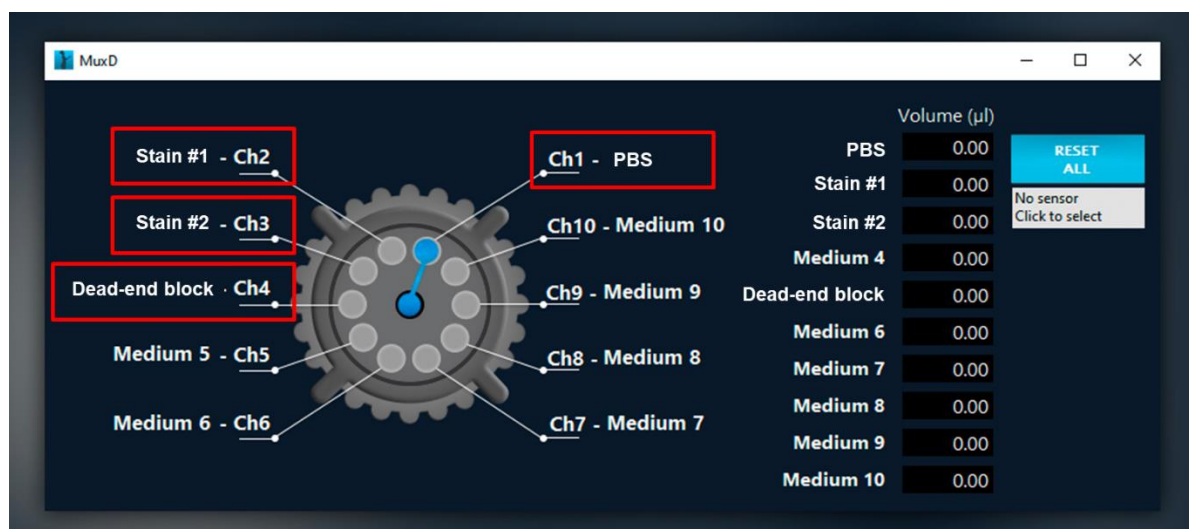 MuxD
Stain #1 - Ch2
Stain #2 - Ch3
Dead-end block - Ch4
Medium 5 - Ch5
Medium 6 - Ch6
Ch1 - PBS
Ch10 - Medium 10
Ch9 - Medium 9
Ch8 - Medium 8
Ch7 - Medium 7
Volume (µl)
PBS 0.00
Stain #1 0.00
Stain #2 0.00
Medium 4 0.00
Dead-end block 0.00
Medium 6 0.00
Medium 7 0.00
Medium 8 0.00
Medium 9 0.00
Medium 10 0.00
RESET
ALL
No sensor
Click to select